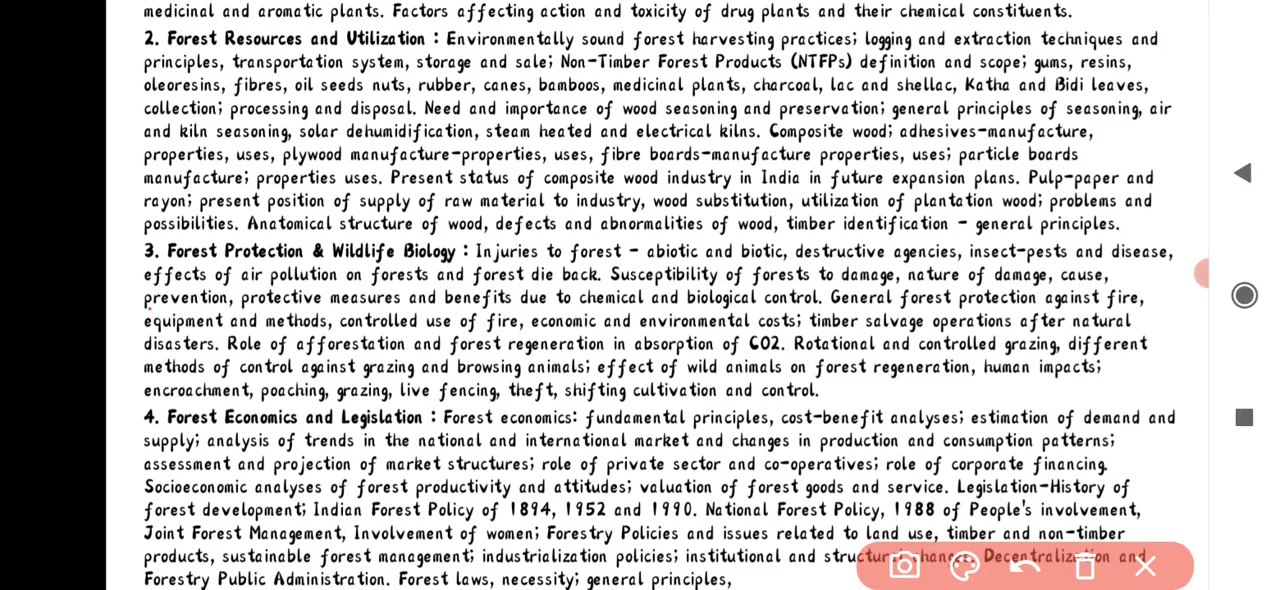 medicinal and aromatic plants. Factors affecting action and toxicity of drug plants and their chemical constituents.
2. Forest Resources and Utilization : Environmentally sound forest harvesting practices; logging and extraction techniques and
principles, transportation system, storage and sale; Non-Timber Forest Products (NTFPs) definition and scope; gums, resins,
oleoresins, fibres, oil seeds nuts, rubber, canes, bamboos, medicinal plants, charcoal, lac and shellac, Katha and Bidi leaves,
collection; processing and disposal. Need and importance of wood seasoning and preservation; general principles of seasoning, air
and kiln seasoning, solar dehumidification, steam heated and electrical kilns. Composite wood; adhesives-manufacture,
properties, uses, plywood manufacture-properties, uses, fibre boards-manufacture properties, uses; particle boards
manufacture; properties uses. Present status of composite wood industry in India in future expansion plans. Pulp-paper and
rayon; present position of supply of raw material to industry, wood substitution, utilization of plantation wood; problems and
possibilities. Anatomical structure of wood, defects and abnormalities of wood, timber identification - general principles.
3. Forest Protection & Wildlife Biology : Injuries to forest - abiotic and biotic, destructive agencies, insect-pests and disease,
effects of air pollution on forests and forest die back. Susceptibility of forests to damage, nature of damage, cause,
prevention, protective measures and benefits due to chemical and biological control. General forest protection against fire,
equipment and methods, controlled use of fire, economic and environmental costs; timber salvage operations after natural
disasters. Role of afforestation and forest regeneration in absorption of CO2. Rotational and controlled grazing, different
methods of control against grazing and browsing animals; effect of wild animals on forest regeneration, human impacts;
encroachment, poaching, grazing, live fencing, theft, shifting cultivation and control.
4. Forest Economics and Legislation : Forest economics: fundamental principles, cost-benefit analyses; estimation of demand and
supply; analysis of trends in the national and international market and changes in production and consumption patterns;
assessment and projection of market structures; role of private sector and co-operatives; role of corporate financing.
Socioeconomic analyses of forest productivity and attitudes; valuation of forest goods and service. Legislation-History of
forest development; Indian Forest Policy of 1894, 1952 and 1990. National Forest Policy, 1988 of People's involvement,
Joint Forest Management, Involvement of women; Forestry Policies and issues related to land use, timber and non-timber
products, sustainable forest management; industrialization policies; institutional and structural changes. Decentralization and
Forestry Public Administration. Forest laws, necessity; general principles,